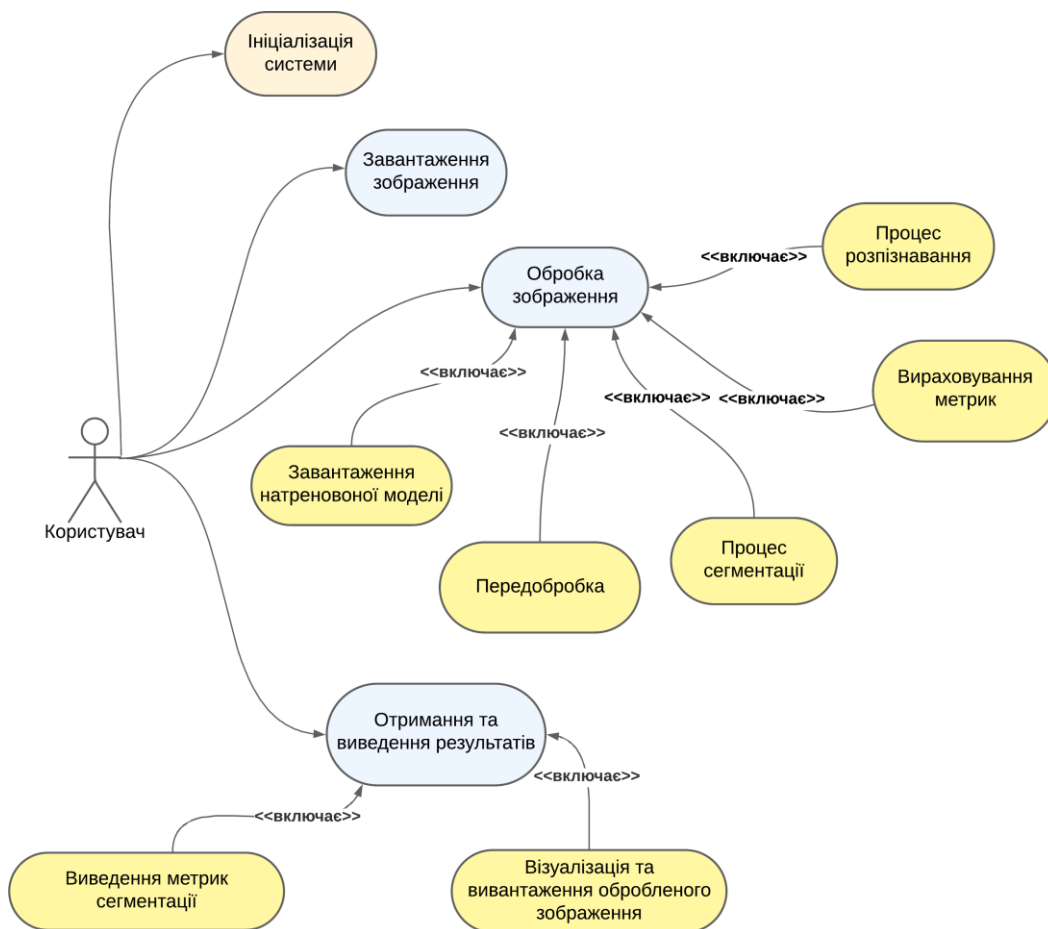 Ініціалізація
системи
Завантаження
зображення
Процес
розпізнавання
<<включає>>
Обробка
зображення
<<включає>>
<<включає>>
<<включає>>
Вираховування
метрик
<<включає>>
Завантаження
натреновоної моделі
Користувач
Процес
сегментації
Передобробка
Отримання та
виведення результатів
<<включає>>
<<включає>>
Виведення метрик
сегментації
Візуалізація та
вивантаження обробленого
зображення